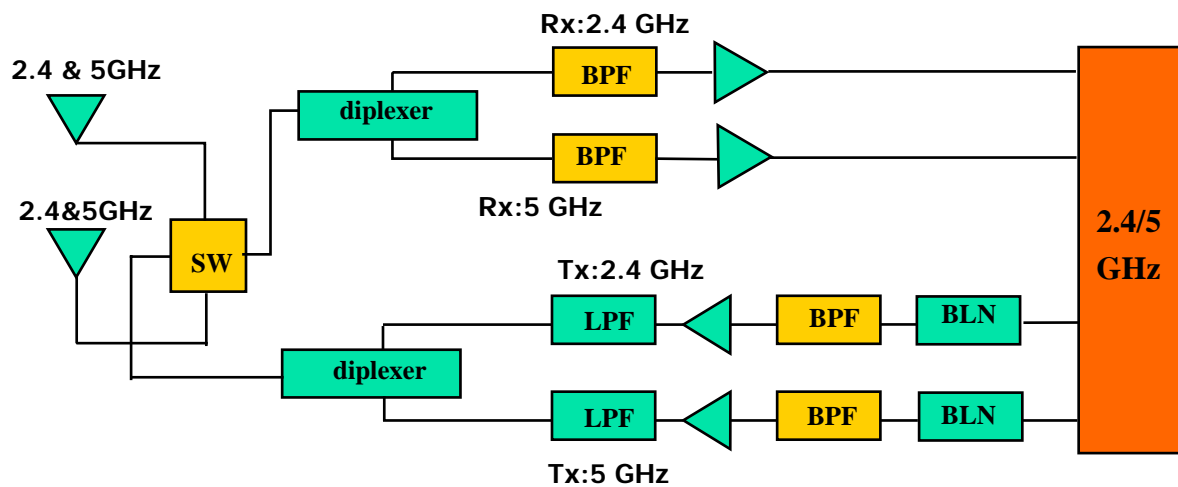 Rx:2.4 GHz
2.4 & 5GHz
BPF
diplexer
BPF
Rx:5 GHz
2.4&5GHz
SW
2.4/5
GHz
Tx:2.4 GHz
LPF
BPF
BLN
diplexer
LPF
BPF
BLN
Tx:5 GHz